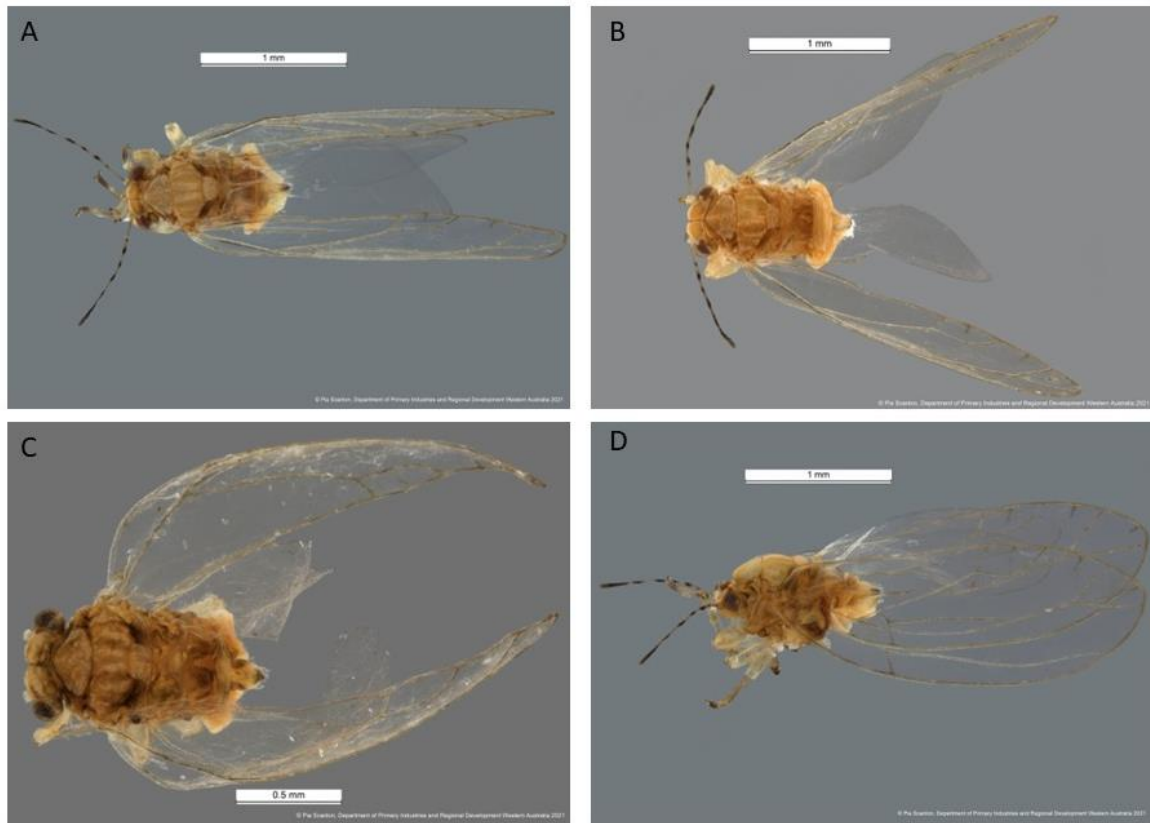 A
1 mm
© Pia Scanlon, Department of Primary Industries and Regional Development Western Australia 2021
B
1 mm
© Pia Scanlon, Department of Primary Industries and Regional Development Western Australia 2021
C
0.5 mm
© Pia Scanlon, Department of Primary Industries and Regional Development Western Australia 2021
D
1 mm
© Pia Scanlon, Department of Primary Industries and Regional Development Western Australia 2021